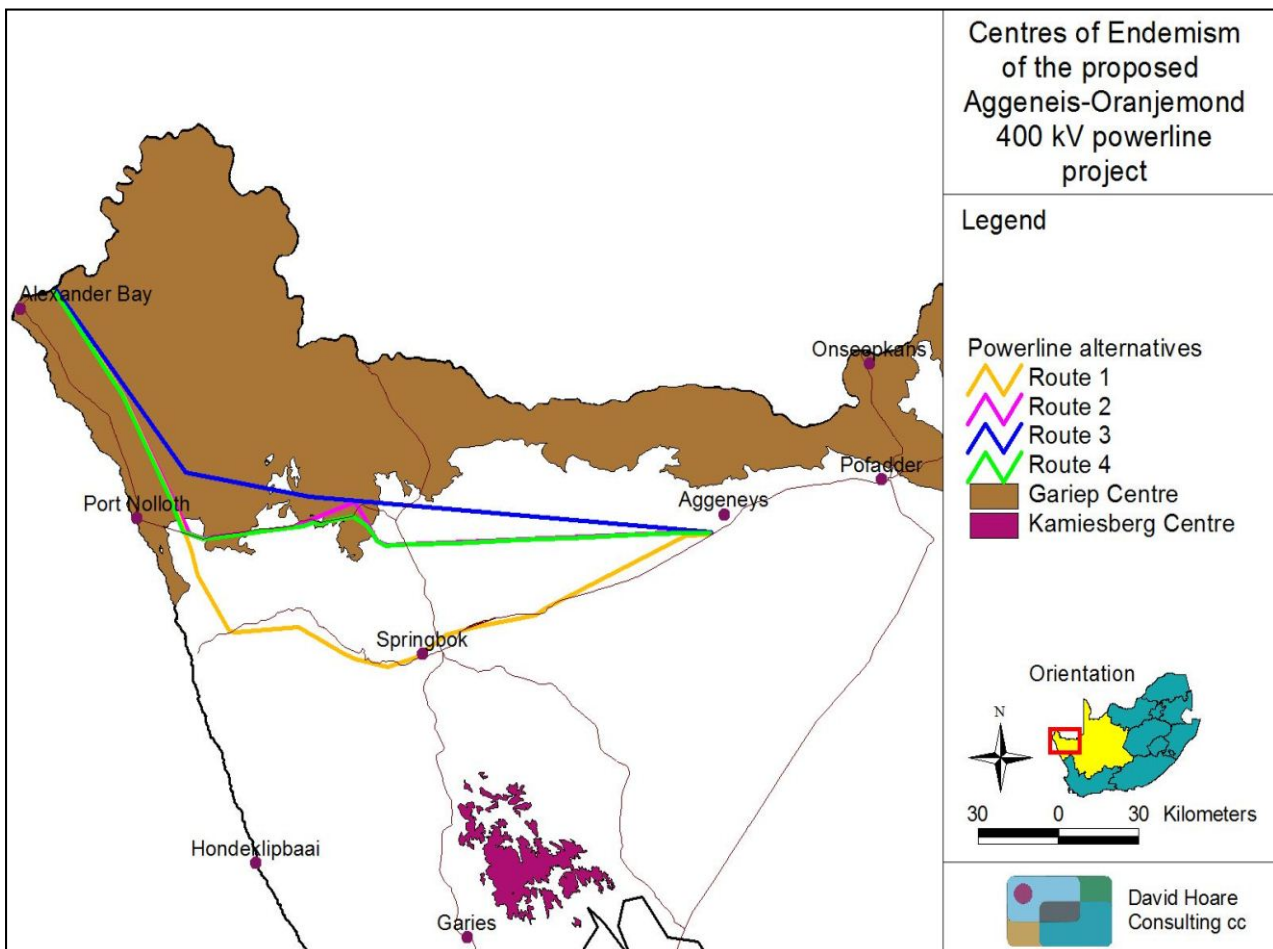 Centres of Endemism
of the proposed
Aggeneis-Oranjemond
400 kV powerline
project
Legend
Powerline alternatives
Route 1
Route 2
Route 3
Route 4
Gariep Centre
Kamiesberg Centre
Orientation
N
30 0 30 Kilometers
David Hoare
Consulting cc
Alexander Bay
Onseepkans
Pofadder
Port Nolloth
Aggeneys
Springbok
Hondeklipbaai
Garies